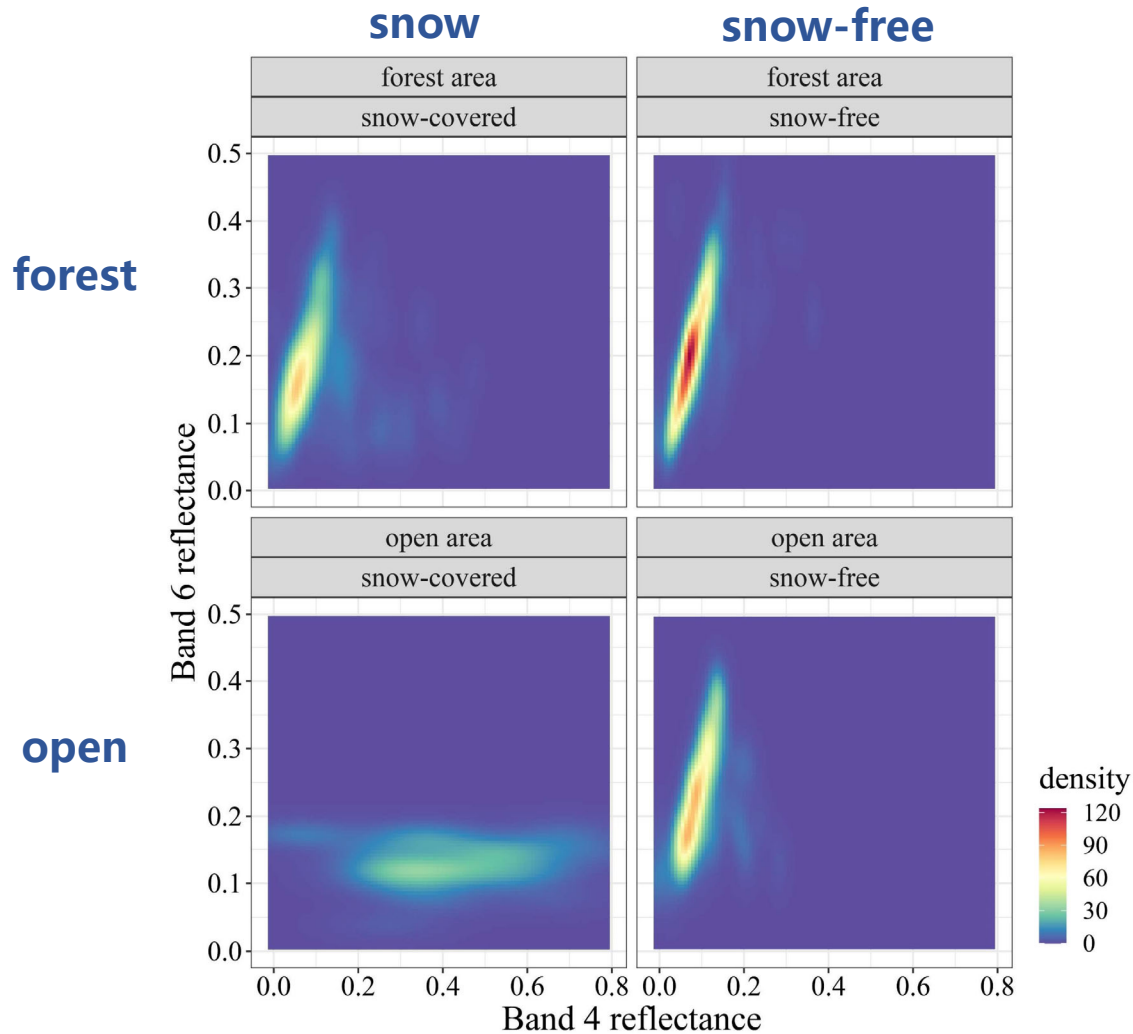 snow
snow-free
forest area
forest area
snow-covered
snow-free
0.5
0.4
0.3
0.2
0.1
0.0
forest
Band 6 reflectance
open area
open area
snow-covered
snow-free
0.5
0.4
0.3
0.2
0.1
0.0
open
density
120
90
60
30
0
0.0 0.2 0.4 0.6 0.8
0.0 0.2 0.4 0.6 0.8
Band 4 reflectance